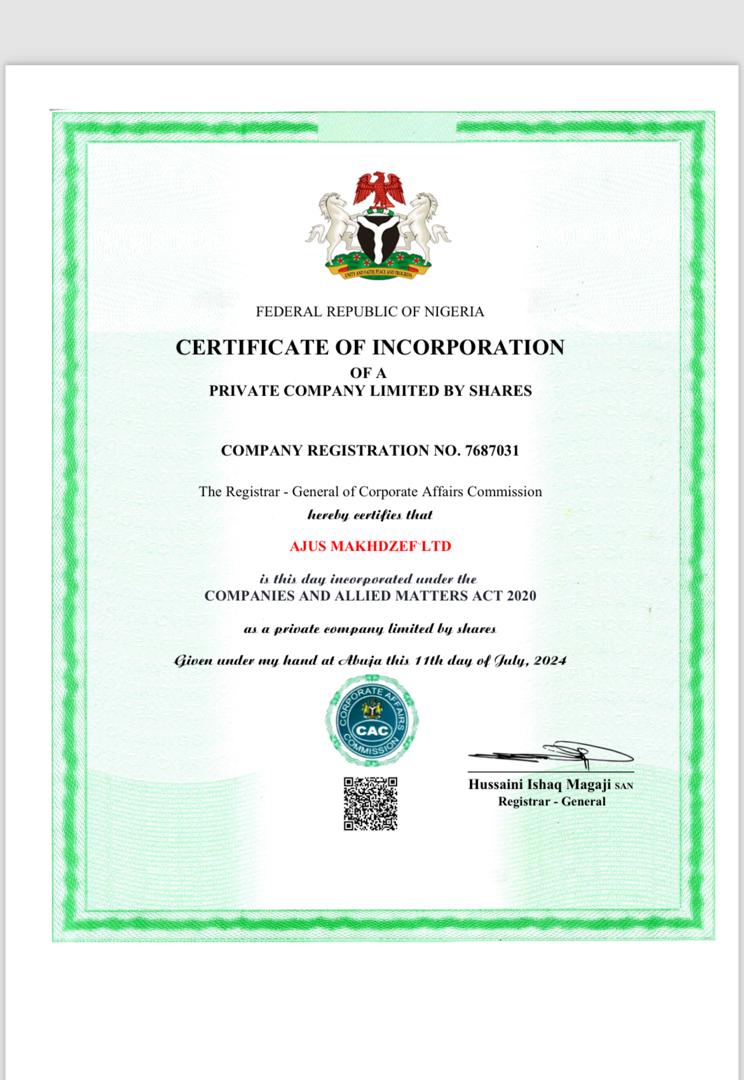 UNITY AND FAITH, PEACE AND PROGRESS
FEDERAL REPUBLIC OF NIGERIA
CERTIFICATE OF INCORPORATION
OF A
PRIVATE COMPANY LIMITED BY SHARES
COMPANY REGISTRATION NO. 7687031
The Registrar - General of Corporate Affairs Commission
hereby certifies that
AJUS MAKHDZEF LTD
is this day incorporated under the
COMPANIES AND ALLIED MATTERS ACT 2020
as a private company limited by shares
Given under my hand at Abuja this 11th day of July, 2024
CORPORATE AFFAIRS
CAC
COMMISSION
Hussaini Ishaq Magaji SAN
Registrar - General